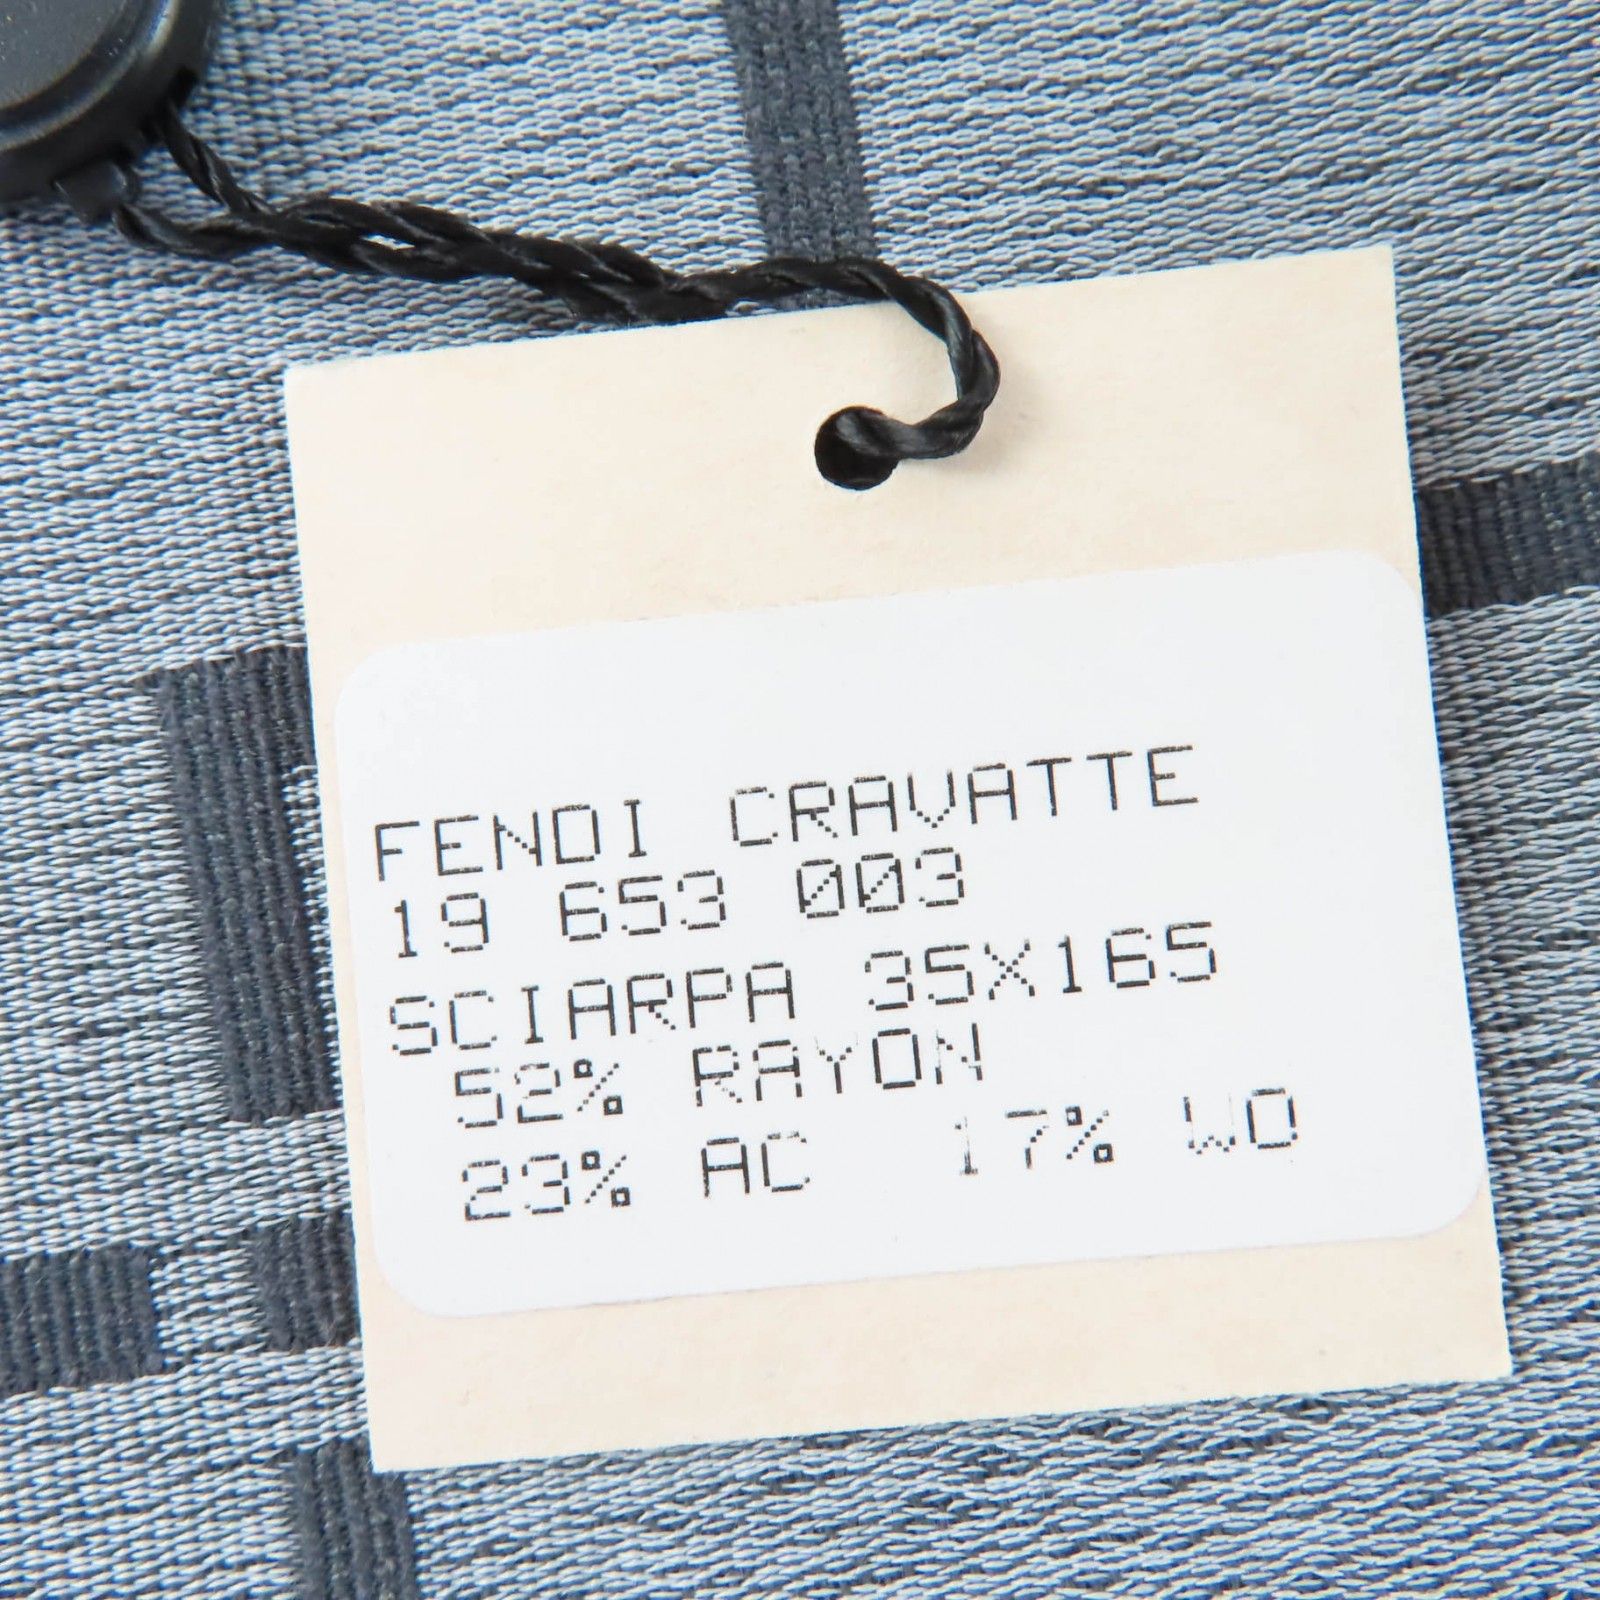 FENDI CRAVATTE
19 653 003
SCIARPA 35X165
52% RAYON
23% AC 17% WO